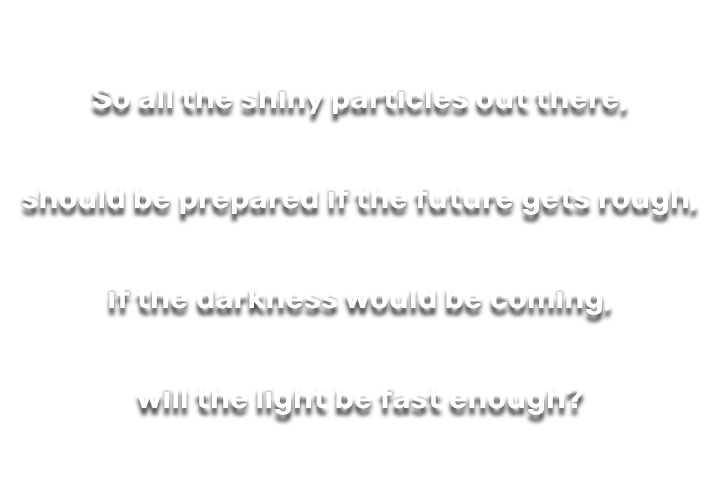 So all the shiny particles out there,
should be prepared if the future gets rough,
if the darkness would be coming,
will the light be fast enough?